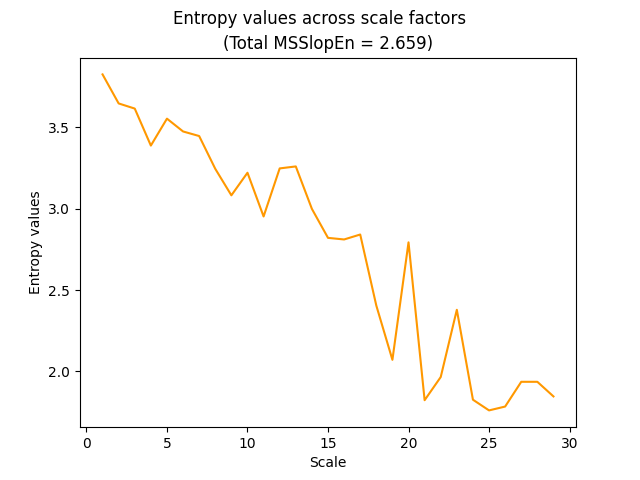 Entropy values across scale factors
(Total MSSlopEn = 2.659)
Entropy values
3.5
3.0
2.5
2.0
0 5 10 15 20 25 30
Scale